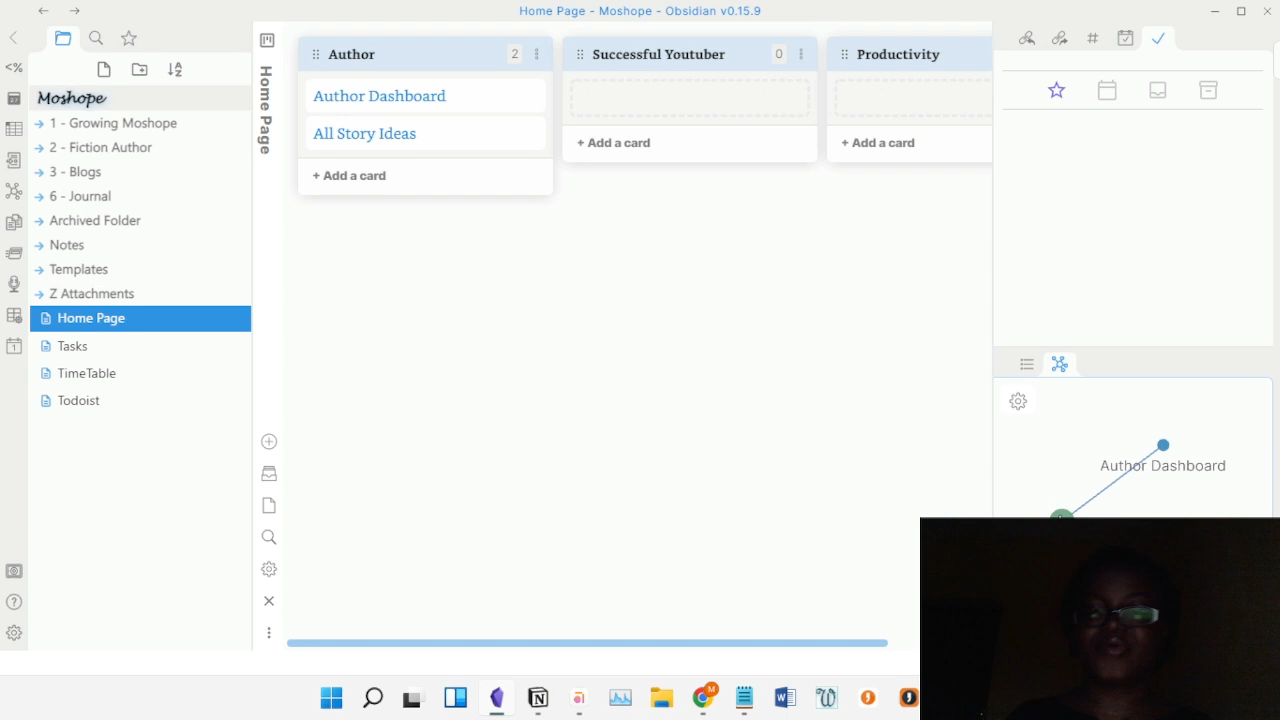 Home Page - Moshope - Obsidian v0.15.9
Moshope
1 - Growing Moshope
2 - Fiction Author
3 - Blogs
6 - Journal
Archived Folder
Notes
Templates
Z Attachments
Home Page
Tasks
TimeTable
Todoist
Home Page
Author 2
Author Dashboard
All Story Ideas
+ Add a card
Successful Youtuber 0
+ Add a card
Productivity
+ Add a card
Author Dashboard